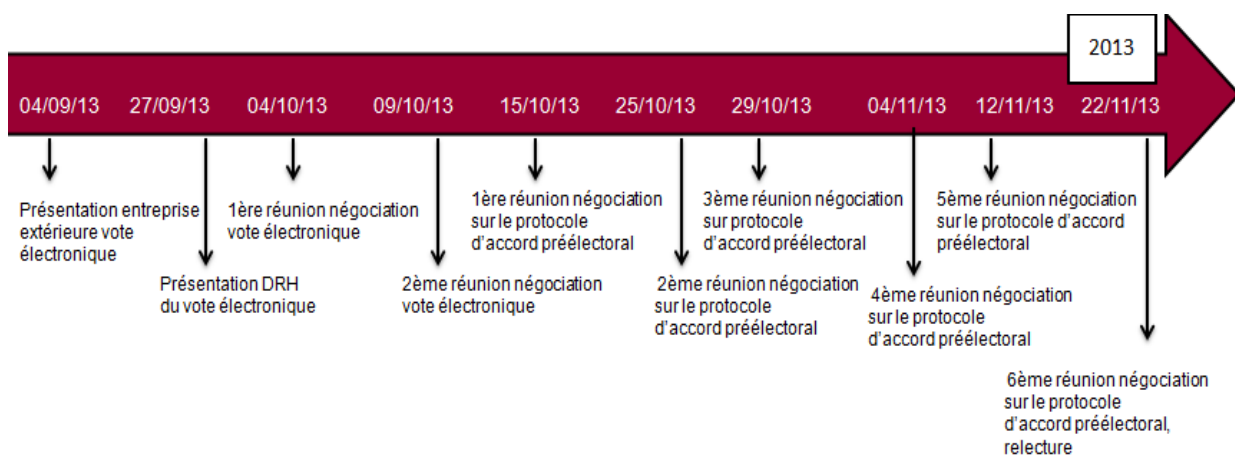 2013
04/09/13 27/09/13 04/10/13 09/10/13 15/10/13 25/10/13 29/10/13 04/11/13 12/11/13 22/11/13
Présentation entreprise
extérieure vote
électronique
Présentation DRH
du vote électronique
1ère réunion négociation
vote électronique
2ème réunion négociation
vote électronique
1ère réunion négociation
sur le protocole
d'accord préélectoral
2ème réunion négociation
sur le protocole
d'accord préélectoral
3ème réunion négociation
sur protocole
d'accord préélectoral
4ème réunion négociation
sur le protocole
d'accord préélectoral
5ème réunion négociation
sur le protocole d'accord
préélectoral
6ème réunion négociation
sur le protocole
d'accord préélectoral,
relecture